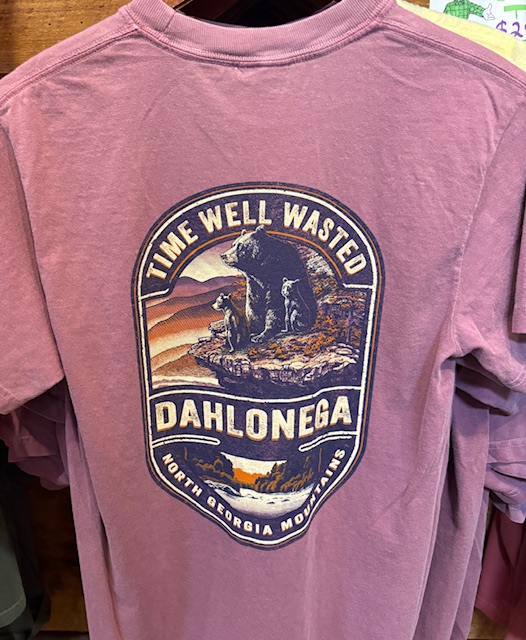 TIME WELL WASTED
DAHLONEGA
NORTH GEORGIA MOUNTAINS